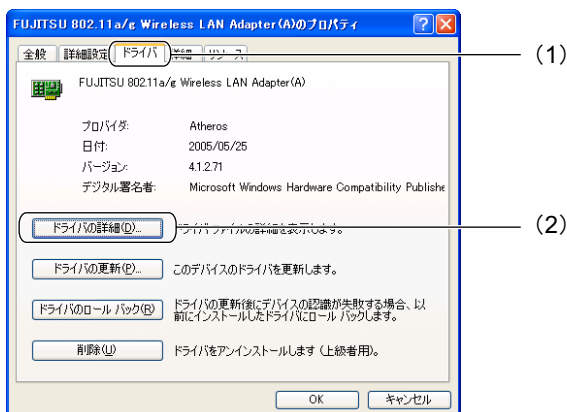 FUJITSU 802.11a/g Wireless LAN Adapter(A)のプロパティ
全般 詳細設定 ドライバ 詳細 リソース
(1)
FUJITSU 802.11a/g Wireless LAN Adapter(A)
プロバイダ: Atheros
日付: 2005/05/25
バージョン: 4.1.2.71
デジタル署名者: Microsoft Windows Hardware Compatibility Publishe
ドライバの詳細(D)... ドライバ ファイルの詳細を表示します。
(2)
ドライバの更新(P)... このデバイスのドライバを更新します。
ドライバのロール バック(R) ドライバの更新後にデバイスの認識が失敗する場合、以
前にインストールしたドライバにロール バックします。
削除(U) ドライバをアンインストールします (上級者用)。
OK キャンセル